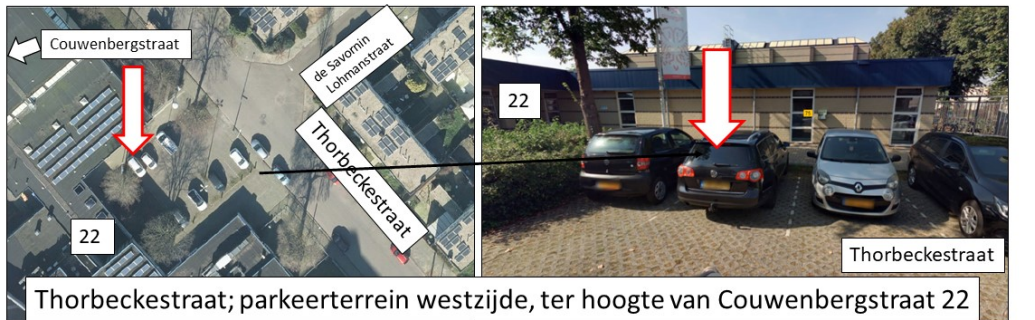 Couwenbergstraat
de Savornin
Lohmanstraat
Thorbeckestraat
22
22
Thorbeckestraat
Thorbeckestraat; parkeerterrein westzijde, ter hoogte van Couwenbergstraat 22